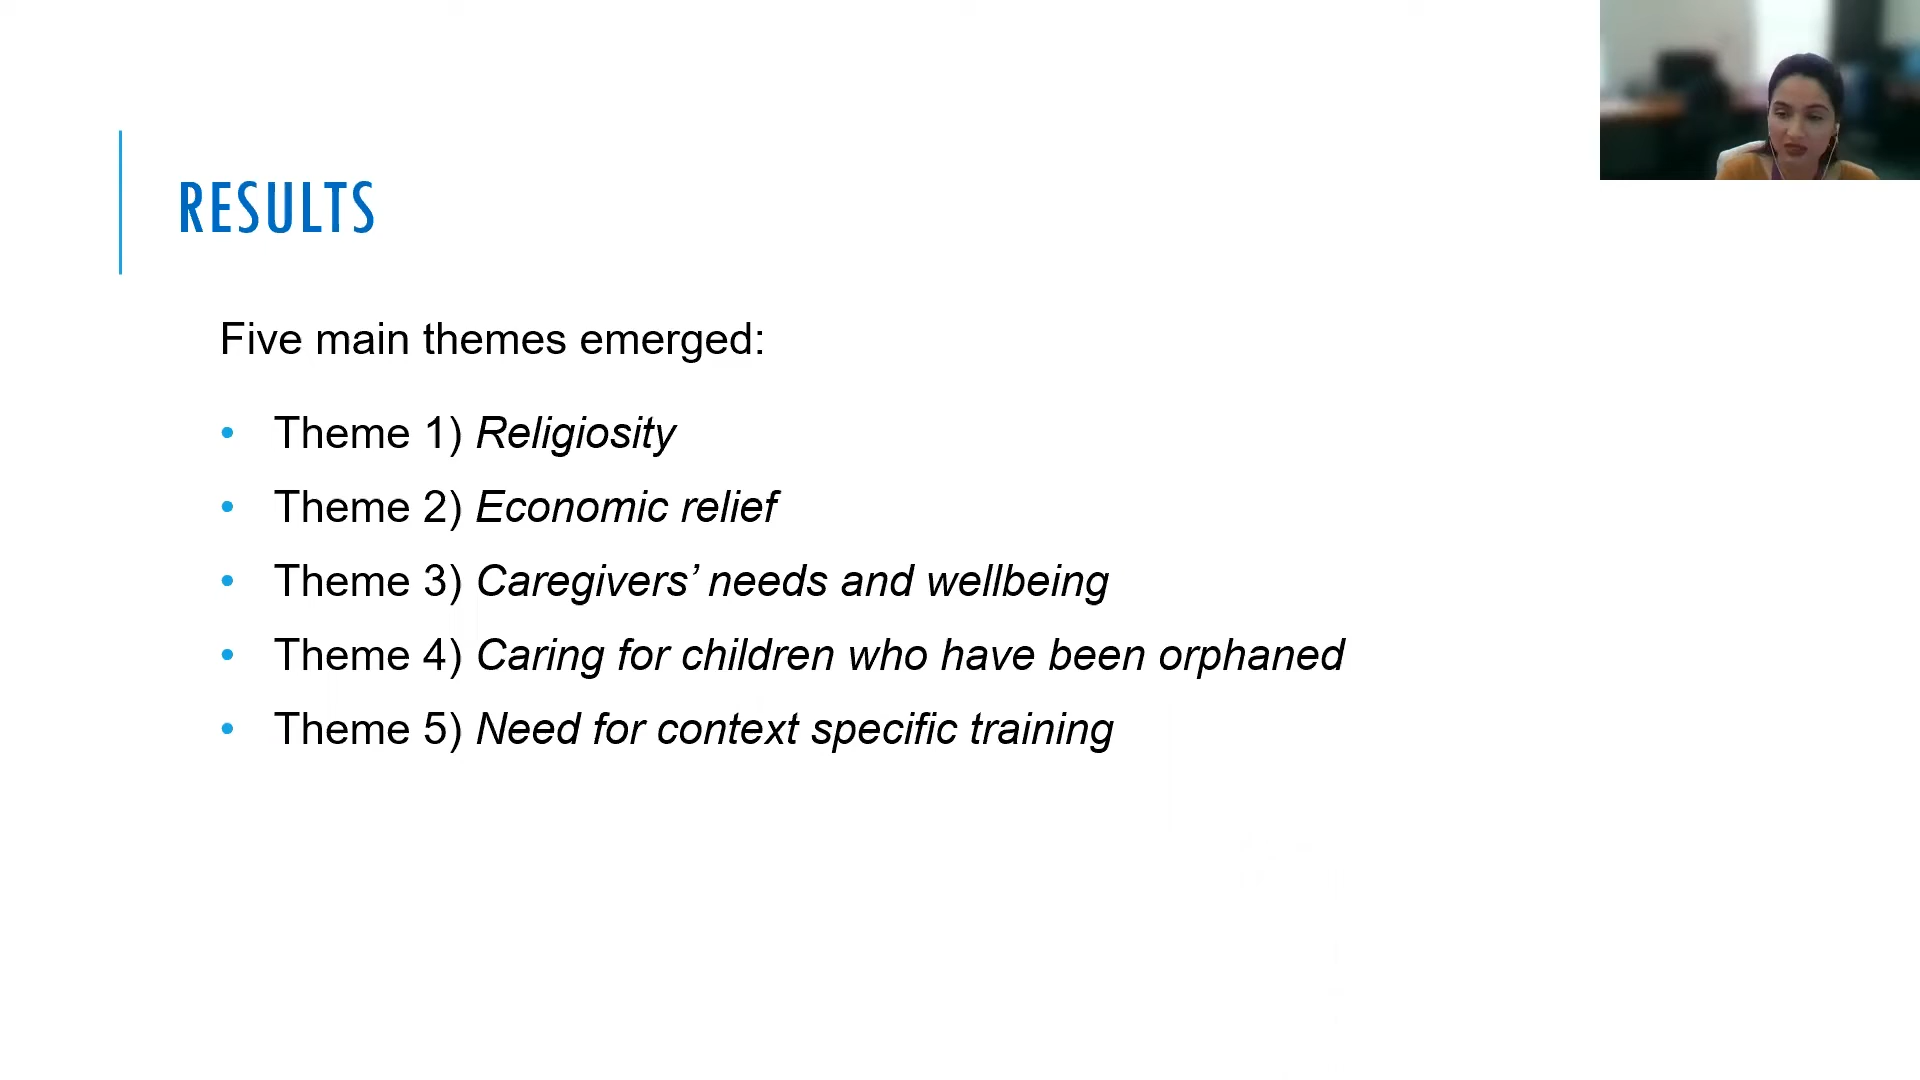 RESULTS
Five main themes emerged:
• Theme 1) Religiosity
• Theme 2) Economic relief
• Theme 3) Caregivers’ needs and wellbeing
• Theme 4) Caring for children who have been orphaned
• Theme 5) Need for context specific training